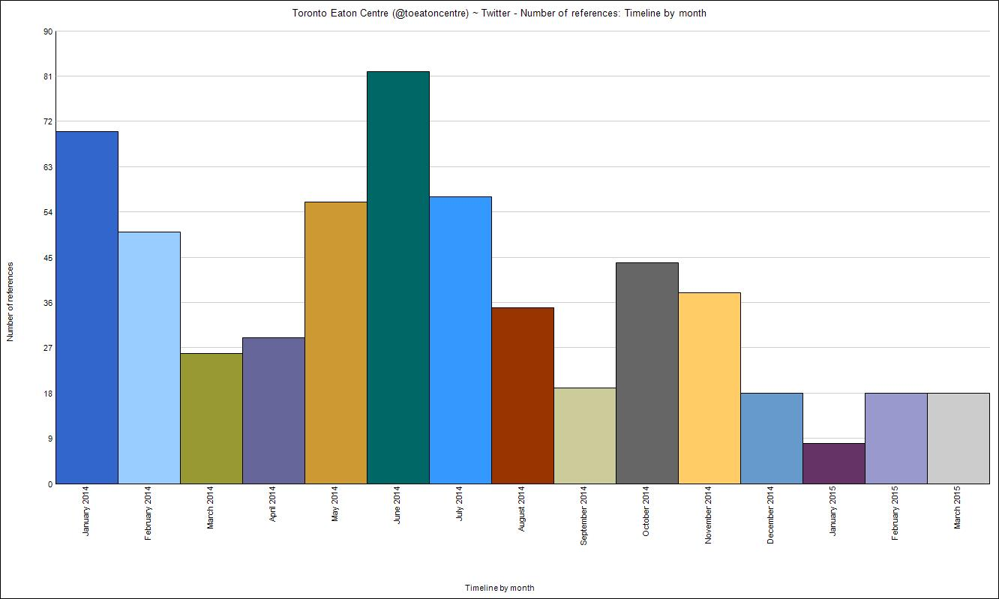 Toronto Eaton Centre (@toeatoncentre) ~ Twitter - Number of references: Timeline by month
90
81
72
63
54
45
36
27
18
9
0
Number of references
January 2014
February 2014
March 2014
April 2014
May 2014
June 2014
July 2014
August 2014
September 2014
October 2014
November 2014
December 2014
January 2015
February 2015
March 2015
Timeline by month